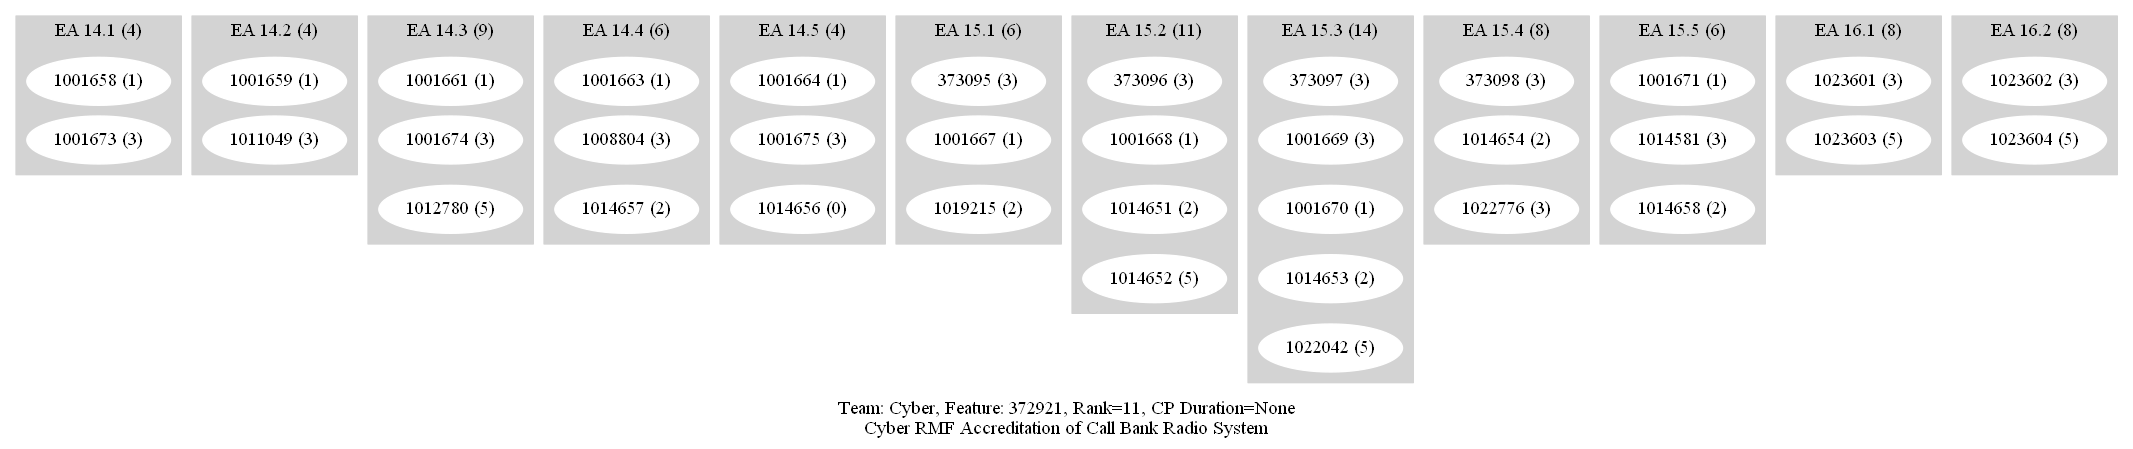 EA 14.1 (4)
1001658 (1)
1001673 (3)
EA 14.2 (4)
1001659 (1)
1011049 (3)
EA 14.3 (9)
1001661 (1)
1001674 (3)
1012780 (5)
EA 14.4 (6)
1001663 (1)
1008804 (3)
1014657 (2)
EA 14.5 (4)
1001664 (1)
1001675 (3)
1014656 (0)
EA 15.1 (6)
373095 (3)
1001667 (1)
1019215 (2)
EA 15.2 (11)
373096 (3)
1001668 (1)
1014651 (2)
1014652 (5)
EA 15.3 (14)
373097 (3)
1001669 (3)
1001670 (1)
1014653 (2)
1022042 (5)
EA 15.4 (8)
373098 (3)
1014654 (2)
1022776 (3)
EA 15.5 (6)
1001671 (1)
1014581 (3)
1014658 (2)
EA 16.1 (8)
1023601 (3)
1023603 (5)
EA 16.2 (8)
1023602 (3)
1023604 (5)
Team: Cyber, Feature: 372921, Rank=11, CP Duration=None
Cyber RMF Accreditation of Call Bank Radio System